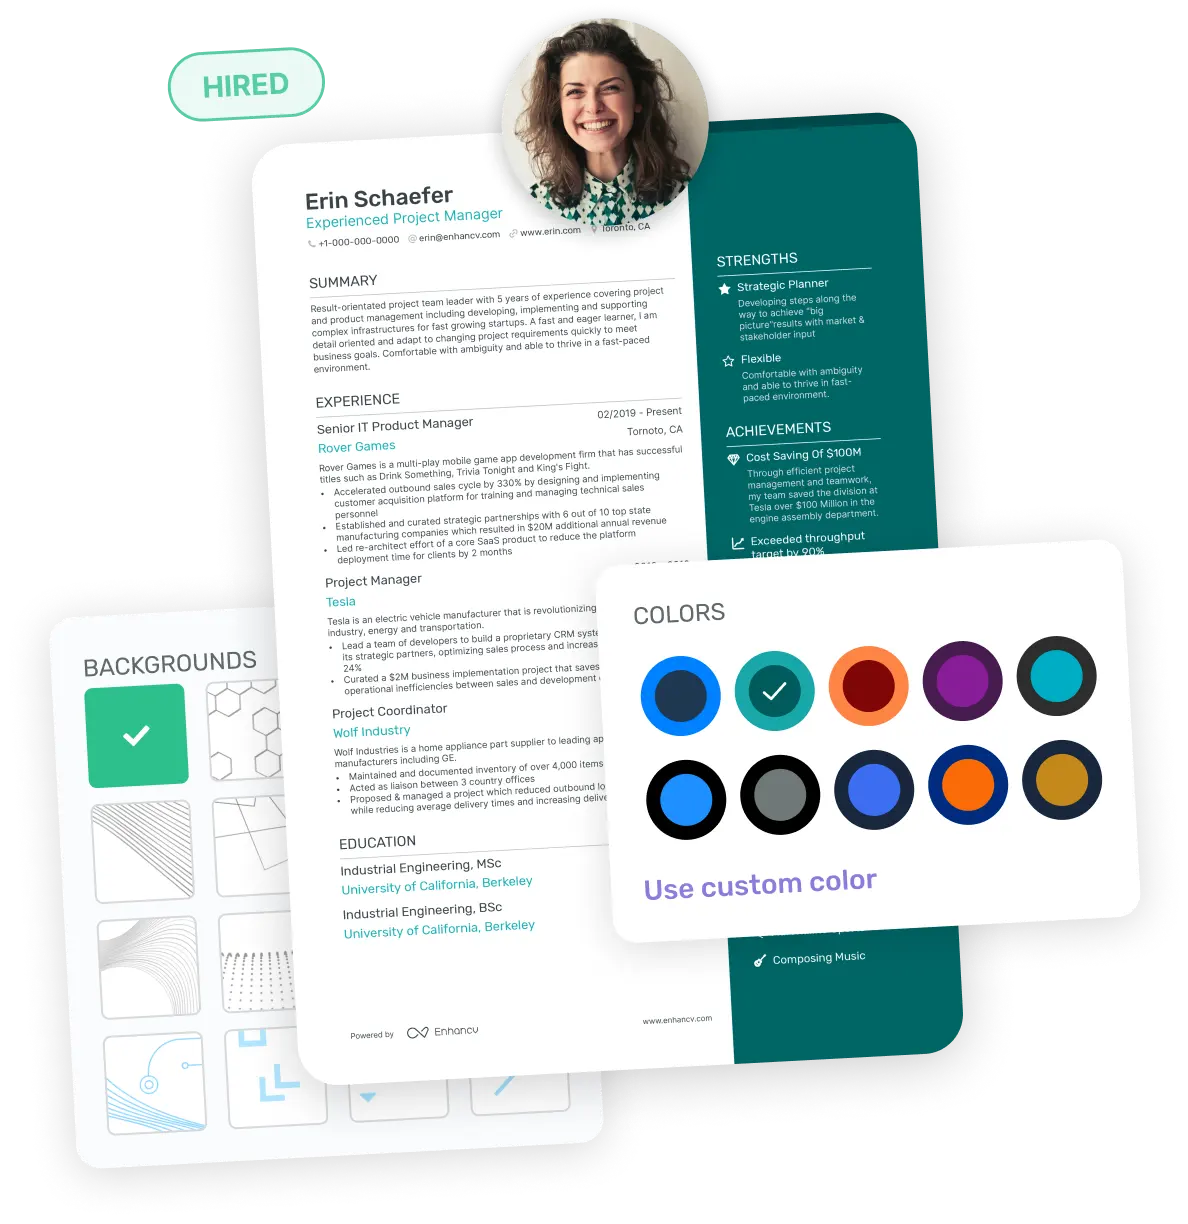 HIRED
Erin Schaefer
Experienced Project Manager
+1-000-000-0000 erin@enhancv.com www.erin.com Toronto, CA
SUMMARY
Result-orientated project team leader with 5 years of experience covering project
and product management including developing, implementing and supporting
complex infrastructures for fast growing startups. A fast and eager learner, I am
detail oriented and adapt to changing project requirements quickly to meet
business goals. Comfortable with ambiguity and able to thrive in a fast-paced
environment.
EXPERIENCE
Senior IT Product Manager 02/2019 - Present
Rover Games Tornoto, CA
Rover Games is a multi-play mobile game app development firm that has successful
titles such as Drink Something, Trivia Tonight and King's Fight.
• Accelerated outbound sales cycle by 330% by designing and implementing
customer acquisition platform for training and managing technical sales
personnel
• Established and curated strategic partnerships with 6 out of 10 top state
manufacturing companies which resulted in $20M additional annual revenue
• Led re-architect effort of a core SaaS product to reduce the platform
deployment time for clients by 2 months
Project Manager
Tesla
Tesla is an electric vehicle manufacturer that is revolutionizing
industry, energy and transportation.
• Lead a team of developers to build a proprietary CRM syste
its strategic partners, optimizing sales process and increas
24%
• Curated a $2M business implementation project that saves
operational inefficiencies between sales and development
Project Coordinator
Wolf Industry
Wolf Industries is a home appliance part supplier to leading ap
manufacturers including GE.
• Maintained and documented inventory of over 4,000 items
• Acted as liaison between 3 country offices
• Proposed & managed a project which reduced outbound lo
while reducing average delivery times and increasing delive
EDUCATION
Industrial Engineering, MSc
University of California, Berkeley
Industrial Engineering, BSc
University of California, Berkeley
Powered by Enhancv
www.enhancv.com
STRENGTHS
Strategic Planner
Developing steps along the
way to achieve "big
picture"results with market &
stakeholder input
Flexible
Comfortable with ambiguity
and able to thrive in fast-
paced environment.
ACHIEVEMENTS
Cost Saving Of $100M
Through efficient project
management and teamwork,
my team saved the division at
Tesla over $100 Million in the
engine assembly department.
Exceeded throughput
target by 90%
Composing Music
BACKGROUNDS
COLORS
Use custom color